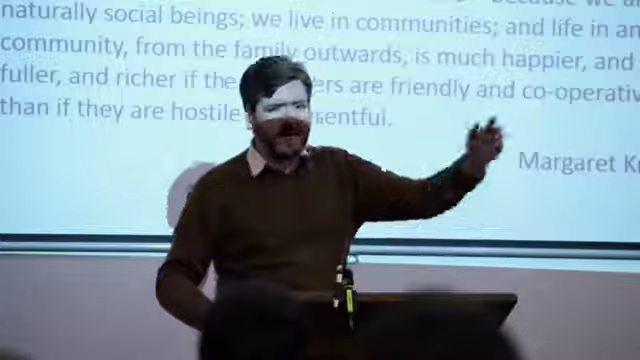 naturally social beings; we live in communities; and life in an
community, from the family outwards, is much happier, and
fuller, and richer if the are friendly and co-operativ
than if they are hostile sentful.
Margaret K